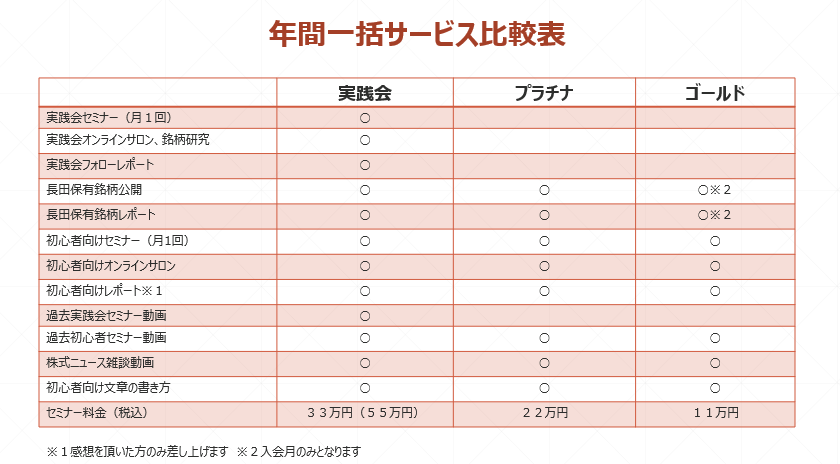 年間一括サービス比較表
実践会 プラチナ ゴールド
実践会セミナー（月１回） ○
実践会オンラインサロン、銘柄研究 ○
実践会フォローレポート ○
長田保有銘柄公開 ○ ○ ○※２
長田保有銘柄レポート ○ ○ ○※２
初心者向けセミナー（月1回） ○ ○ ○
初心者向けオンラインサロン ○ ○ ○
初心者向けレポート※１ ○ ○ ○
過去実践会セミナー動画 ○
過去初心者セミナー動画 ○ ○ ○
株式ニュース雑談動画 ○ ○ ○
初心者向け文章の書き方 ○ ○ ○
セミナー料金（税込） ３３万円（５５万円） ２２万円 １１万円
※１感想を頂いた方のみ差し上げます ※２入会月のみとなります